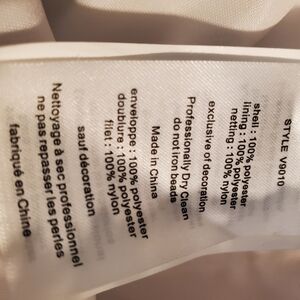 STYLE V9010
shell : 100% polyester
lining : 100% polyester
netting : 100% nylon
exclusive of decoration
Professionally Dry Clean
do not iron beads
Made in China
enveloppe : 100% polyester
doublure : 100% polyester
filet : 100% nylon
sauf décoration
Nettoyage à sec professionnel
ne pas repasser les perles
fabriqué en Chine